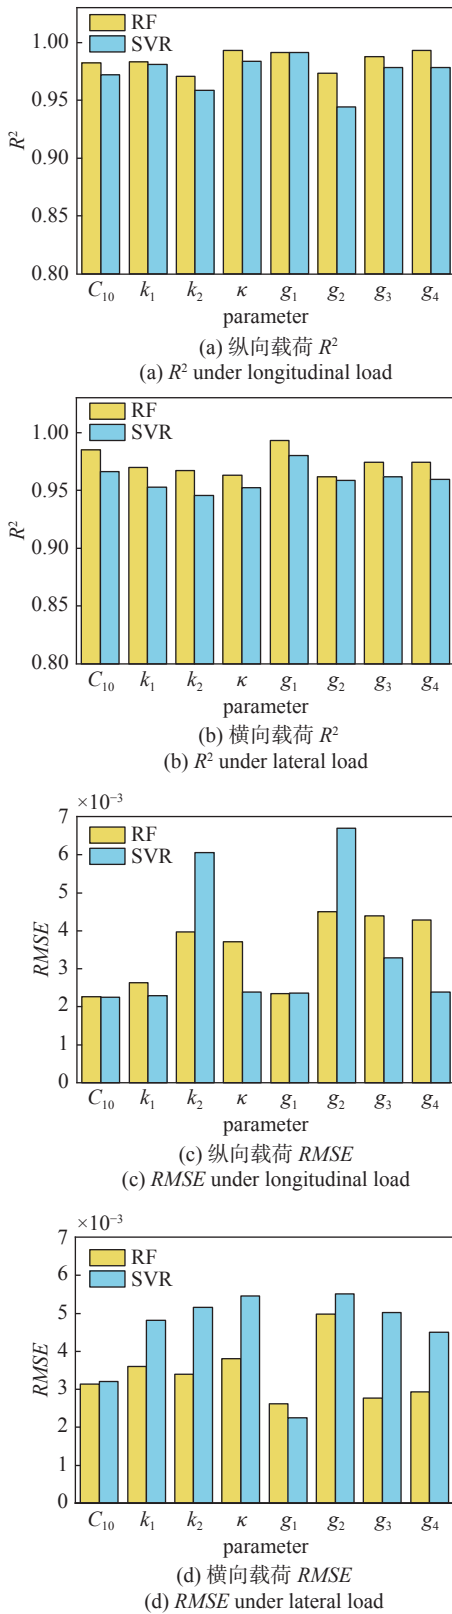 RF
SVR
1.00
0.95
0.90
0.85
0.80
R²
C₁₀ k₁ k₂ κ g₁ g₂ g₃ g₄
parameter
(a) 纵向载荷 R²
(a) R² under longitudinal load
RF
SVR
1.00
0.95
0.90
0.85
0.80
R²
C₁₀ k₁ k₂ κ g₁ g₂ g₃ g₄
parameter
(b) 横向载荷 R²
(b) R² under lateral load
×10⁻³
7
RF
SVR
6
5
4
3
2
1
0
RMSE
C₁₀ k₁ k₂ κ g₁ g₂ g₃ g₄
parameter
(c) 纵向载荷 RMSE
(c) RMSE under longitudinal load
×10⁻³
7
RF
SVR
6
5
4
3
2
1
0
RMSE
C₁₀ k₁ k₂ κ g₁ g₂ g₃ g₄
parameter
(d) 横向载荷 RMSE
(d) RMSE under lateral load